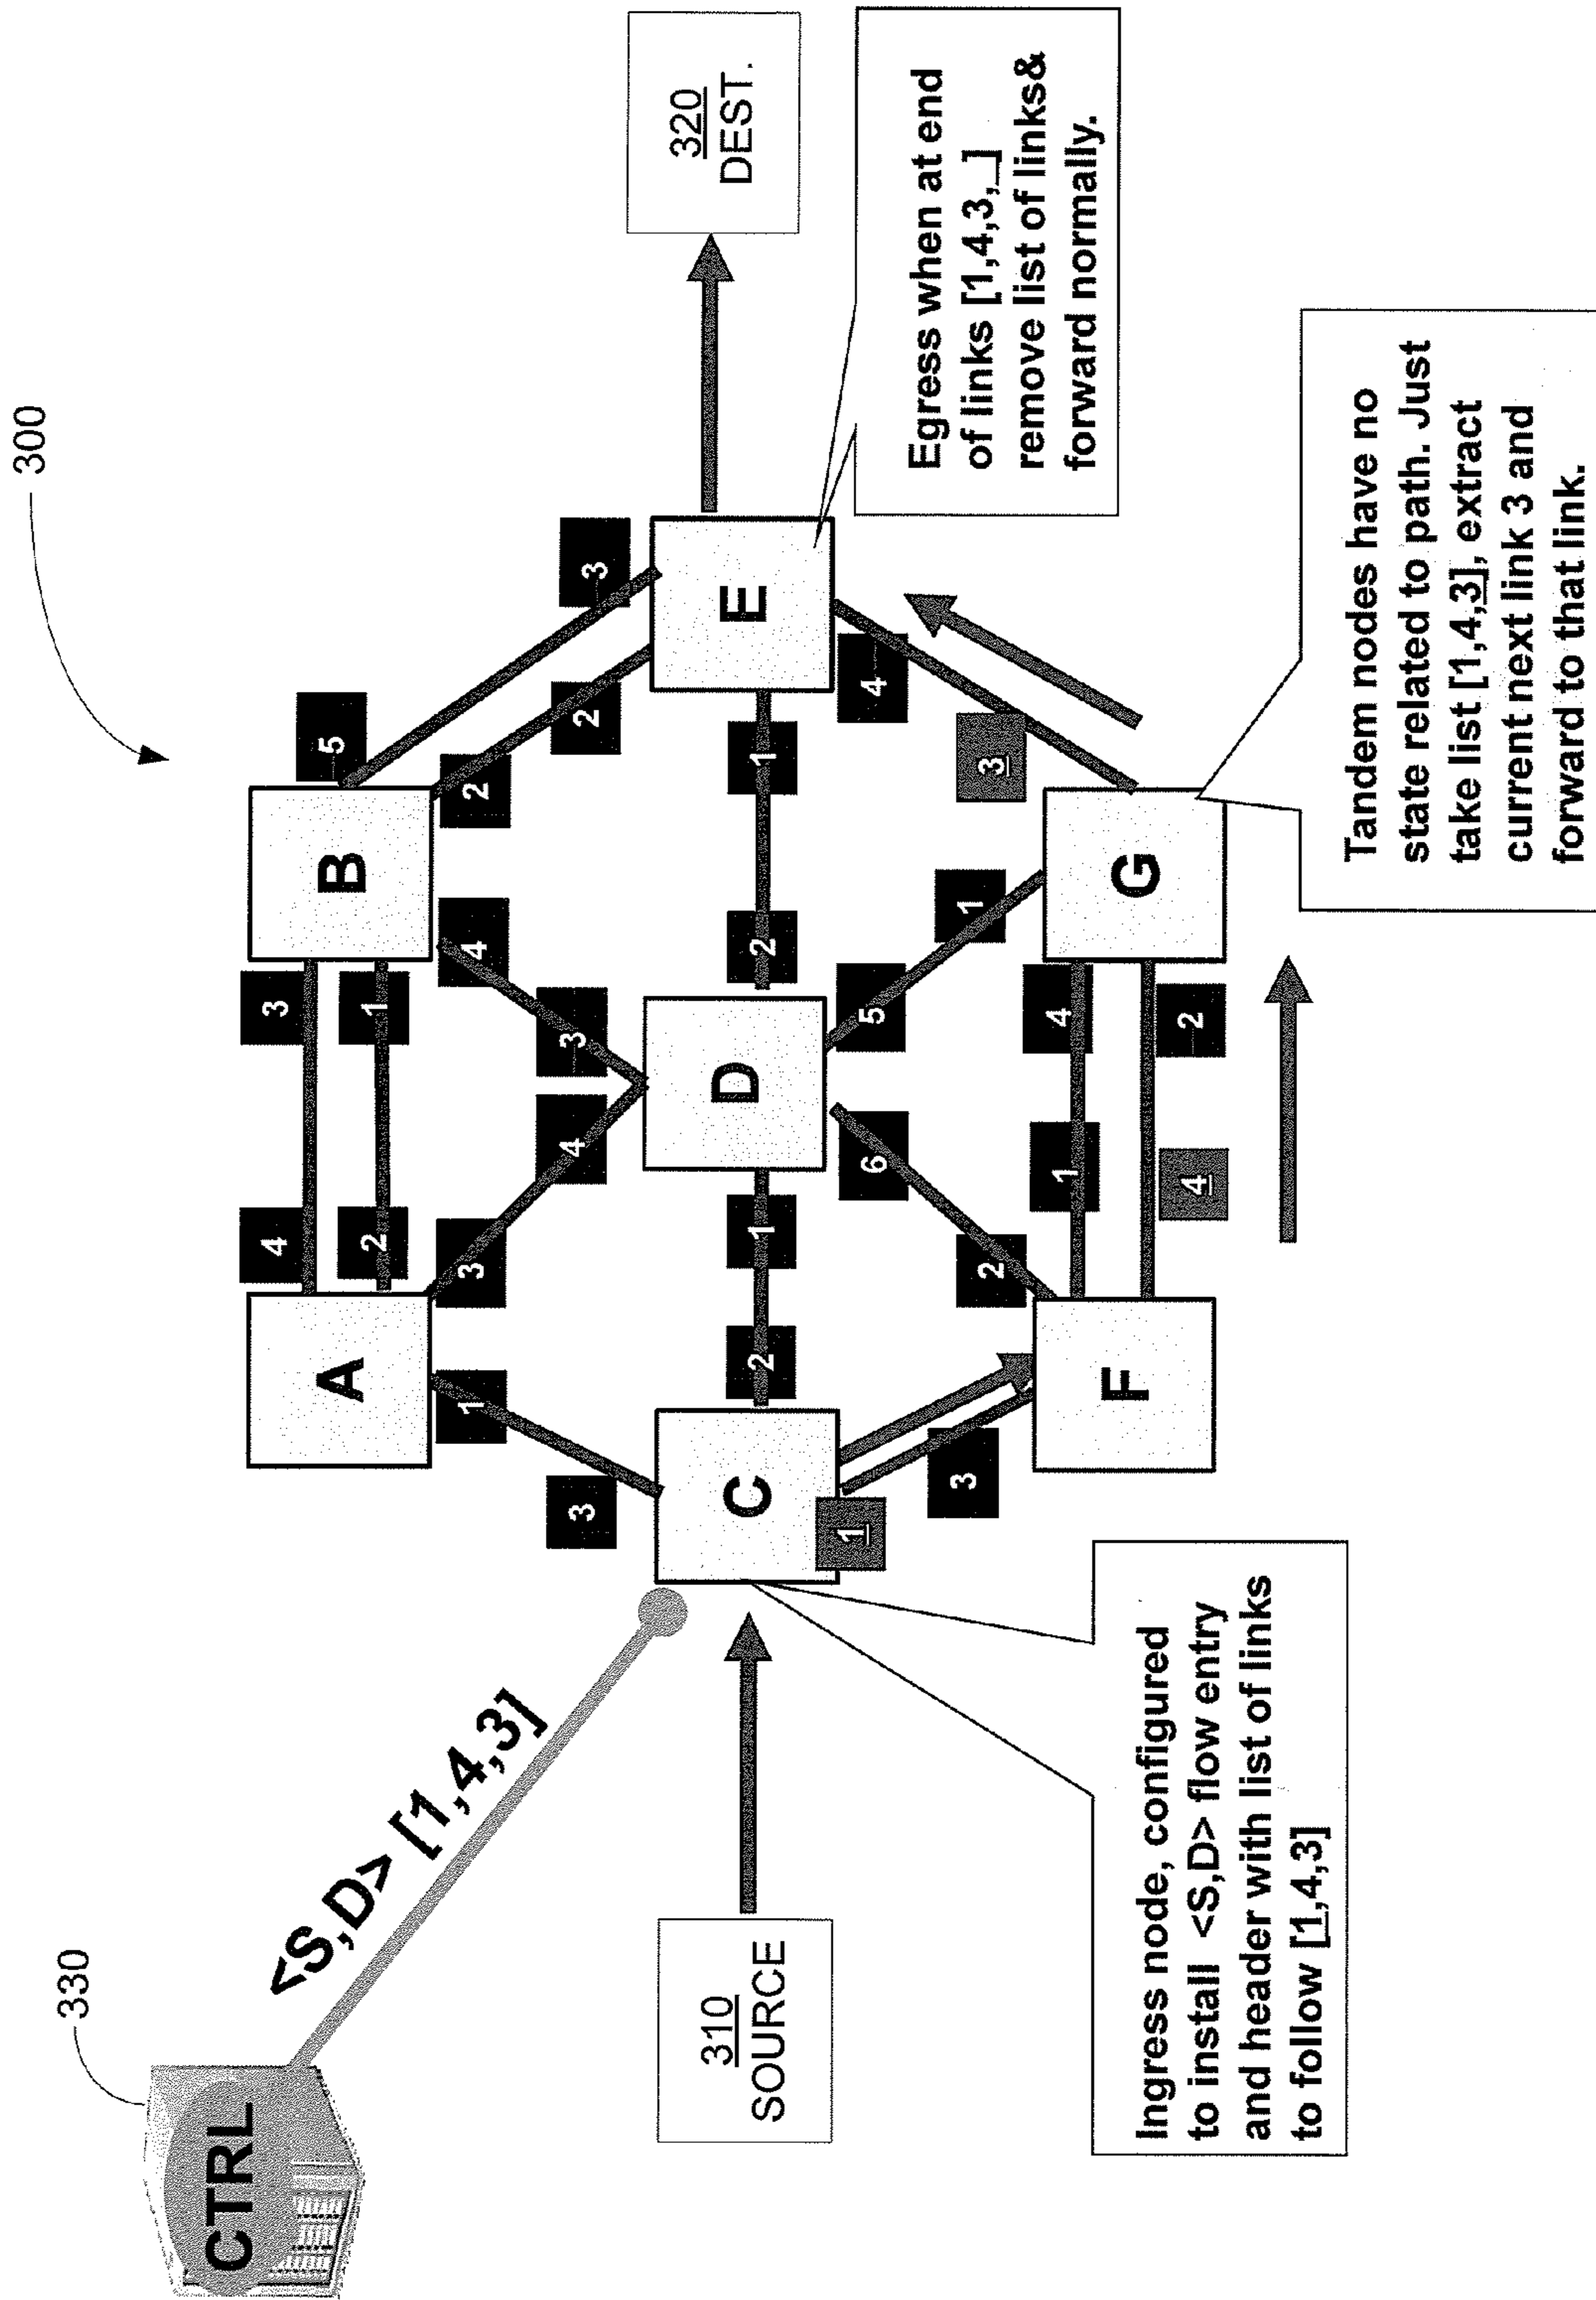 300
330
CTRL
<S,D> [1,4,3]
310
SOURCE
320
DEST.
A
B
C
D
E
F
G
4
3
2
1
5
3
2
2
1
3
3
4
3
4
2
1
2
1
1
3
2
6
5
1
1
4
4
2
3
4
Ingress node, configured
to install <S,D> flow entry
and header with list of links
to follow [1,4,3]
Egress when at end
of links [1,4,3,_]
remove list of links&
forward normally.
Tandem nodes have no
state related to path. Just
take list [1,4,3], extract
current next link 3 and
forward to that link.